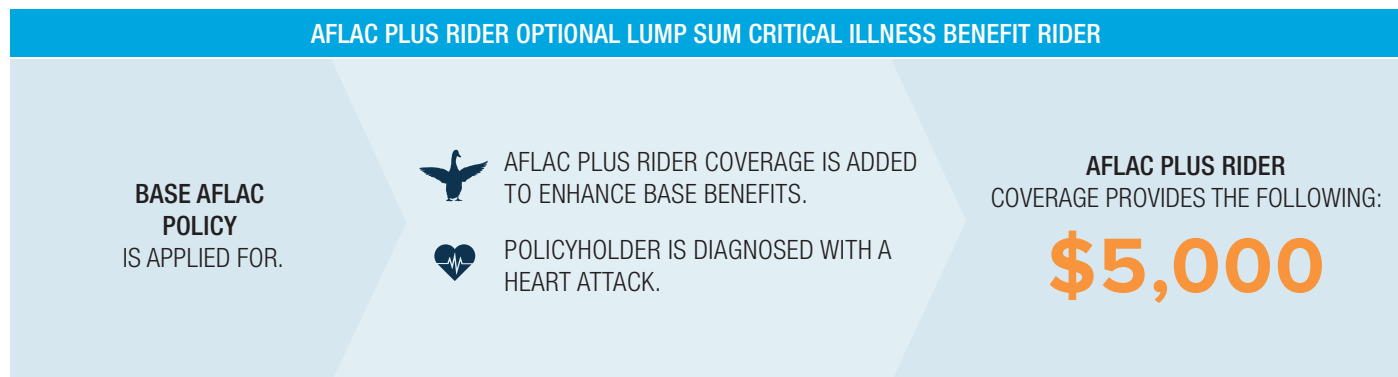 AFLAC PLUS RIDER OPTIONAL LUMP SUM CRITICAL ILLNESS BENEFIT RIDER
BASE AFLAC
POLICY
IS APPLIED FOR.
AFLAC PLUS RIDER COVERAGE IS ADDED
TO ENHANCE BASE BENEFITS.
POLICYHOLDER IS DIAGNOSED WITH A
HEART ATTACK.
AFLAC PLUS RIDER
COVERAGE PROVIDES THE FOLLOWING:
$5,000